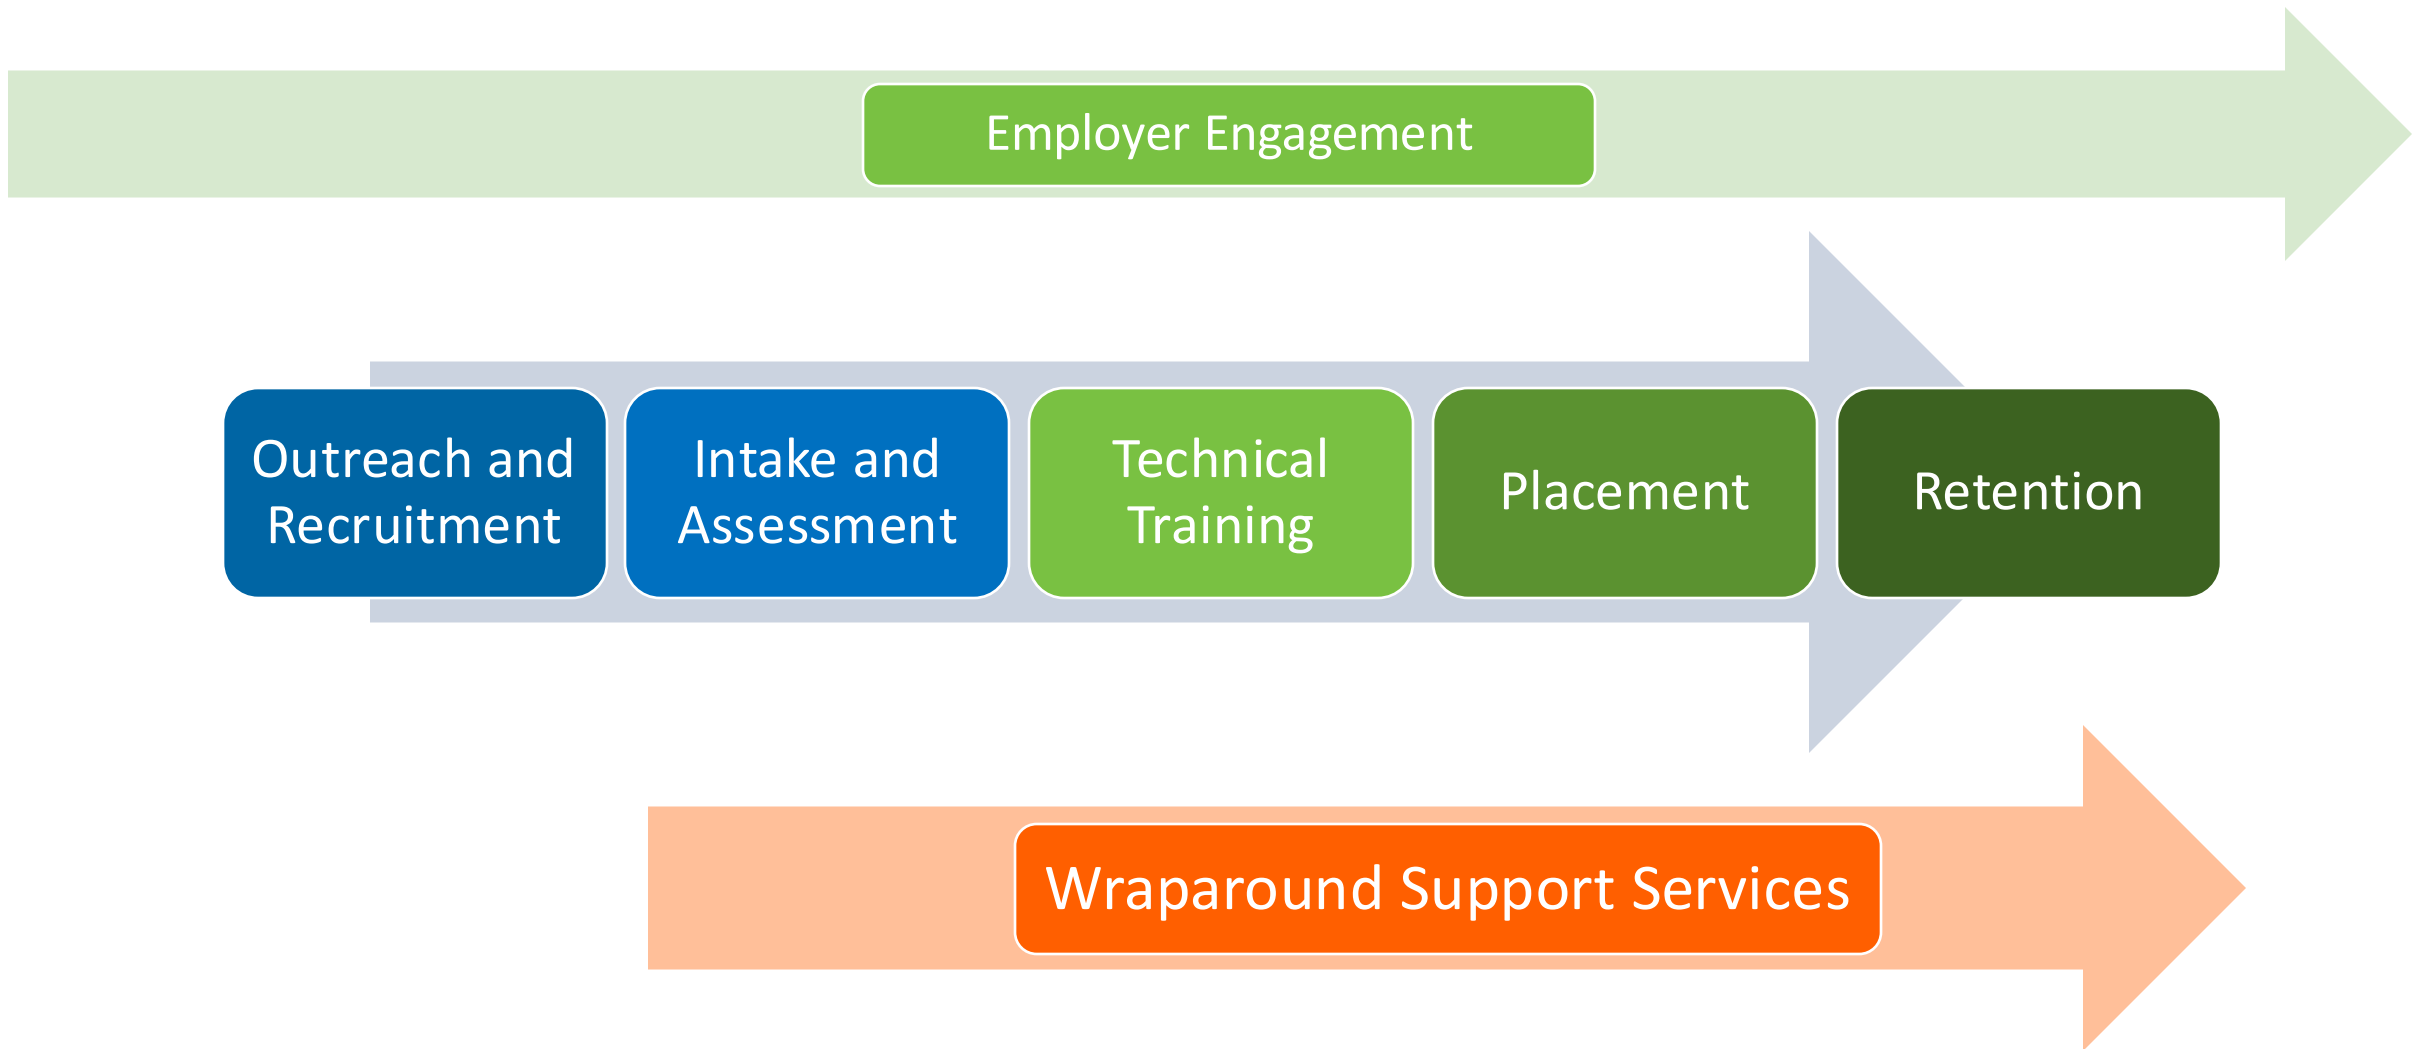 Employer Engagement
Outreach and
Recruitment
Intake and
Assessment
Technical
Training
Placement
Retention
Wraparound Support Services